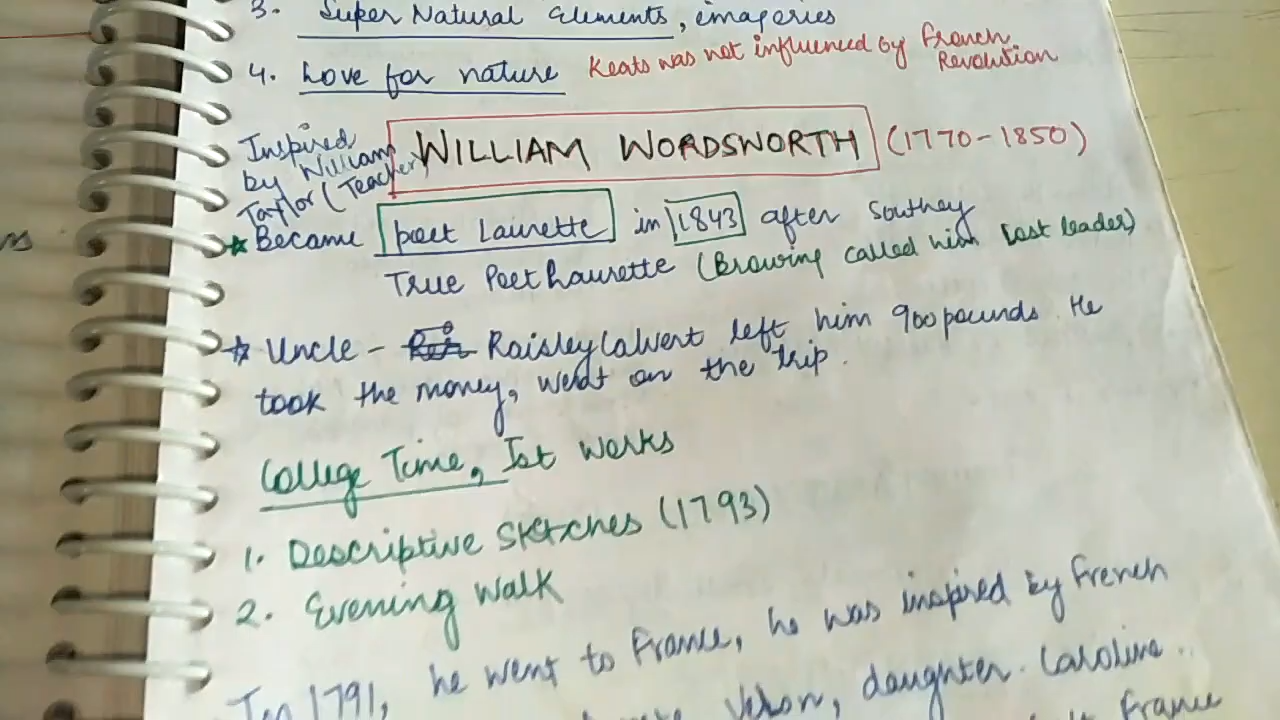 3. Super Natural Elements, imageries
4. Love for nature Keats was not influenced by French Revolution
Inspired
by William
Taylor (Teacher)
WILLIAM WORDSWORTH (1770-1850)
★ Became poet Laurette in 1843 after Southey
True Poet Laurette (Browing called him Lost leader)
★ Uncle - Raisley Calvert left him 900 pounds. He
took the money, went on the trip.
College Time, Ist Works
1. Descriptive Sketches (1793)
2. Evening Walk
In 1791, he went to France, he was inspired by French
daughter. Caroline..
France